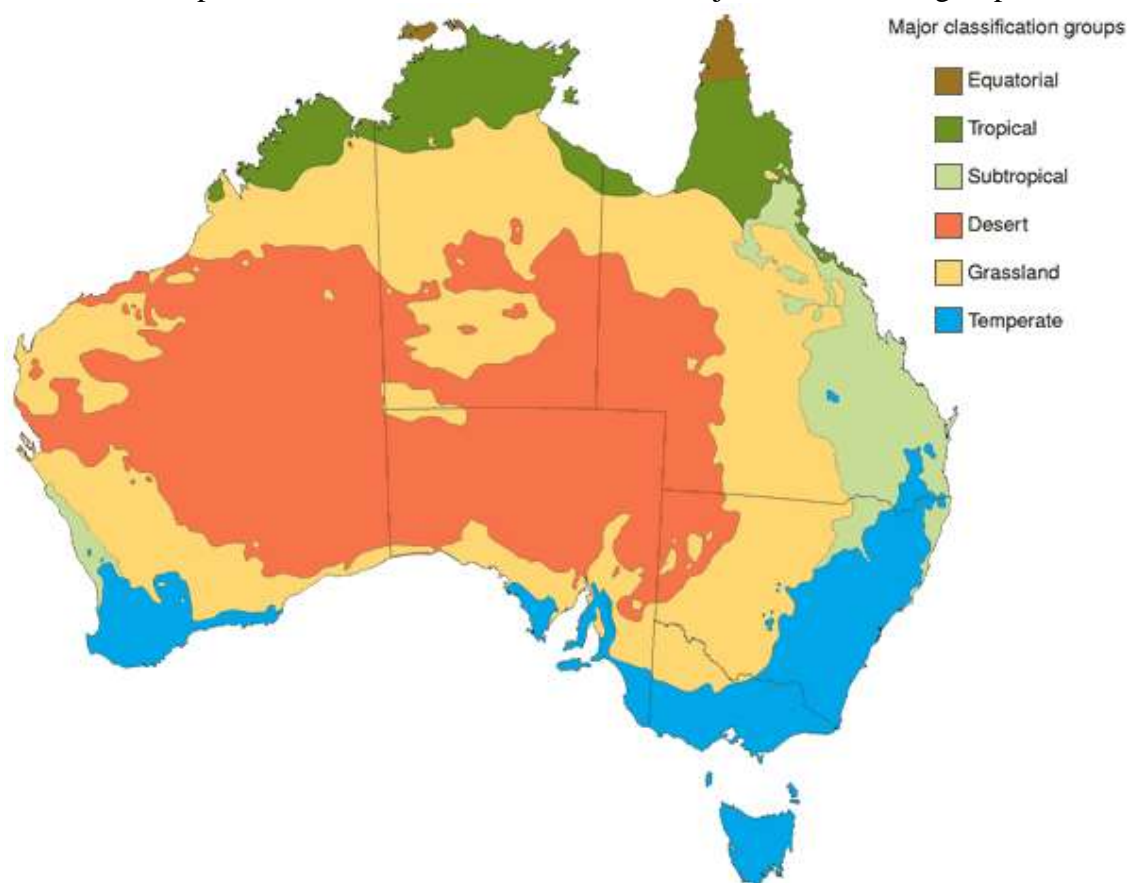 Major classification groups
Equatorial
Tropical
Subtropical
Desert
Grassland
Temperate